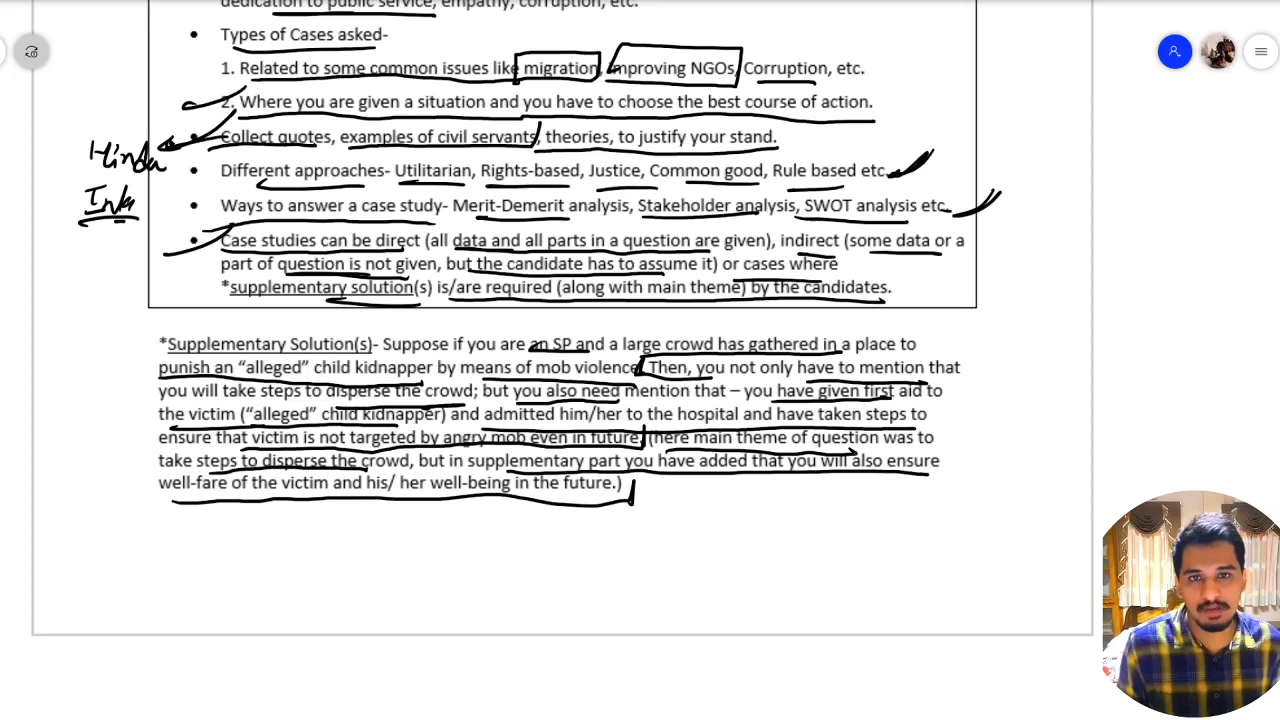 dedication to public service, empathy, corruption, etc.
• Types of Cases asked-
1. Related to some common issues like migration, improving NGOs, Corruption, etc.
2. Where you are given a situation and you have to choose the best course of action.
• Collect quotes, examples of civil servants, theories, to justify your stand.
• Different approaches- Utilitarian, Rights-based, Justice, Common good, Rule based etc.
• Ways to answer a case study- Merit-Demerit analysis, Stakeholder analysis, SWOT analysis etc.
• Case studies can be direct (all data and all parts in a question are given), indirect (some data or a
part of question is not given, but the candidate has to assume it) or cases where
*supplementary solution(s) is/are required (along with main theme) by the candidates.
*Supplementary Solution(s)- Suppose if you are an SP and a large crowd has gathered in a place to
punish an “alleged” child kidnapper by means of mob violence. Then, you not only have to mention that
you will take steps to disperse the crowd; but you also need mention that – you have given first aid to
the victim (“alleged” child kidnapper) and admitted him/her to the hospital and have taken steps to
ensure that victim is not targeted by angry mob even in future. (here main theme of question was to
take steps to disperse the crowd, but in supplementary part you have added that you will also ensure
well-fare of the victim and his/ her well-being in the future.)